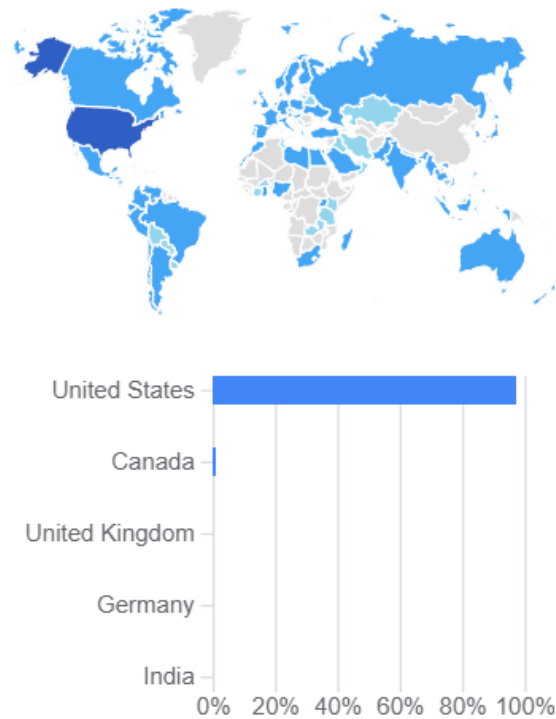 United States
Canada
United Kingdom
Germany
India
0% 20% 40% 60% 80% 100%